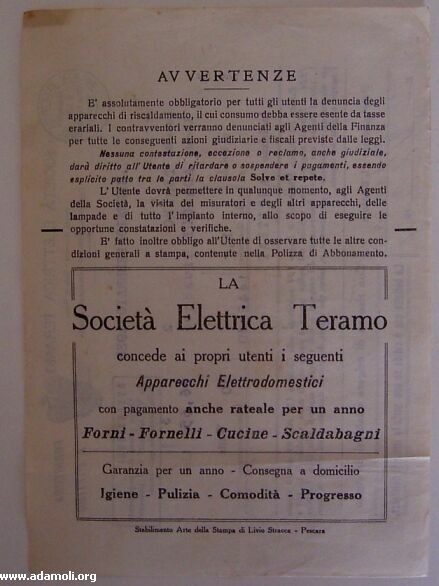 AVVERTENZE
E' assolutamente obbligatorio per tutti gli utenti la denuncia degli
apparecchi di riscaldamento, il cui consumo debba essere esente da tasse
erariali. I contravventori verranno denunciati agli Agenti della Finanza
per tutte le conseguenti azioni giudiziarie e fiscali previste dalle leggi.
Nessuna contestazione, eccezione o reclamo, anche giudiziale,
darà diritto all'Utente di ritardare o sospendere i pagamenti, essendo
esplicito patto tra le parti la clausola Solve et repete.
L'Utente dovrà permettere in qualunque momento, agli Agenti
della Società, la visita dei misuratori e degli altri apparecchi, delle
lampade e di tutto l'impianto interno, allo scopo di eseguire le
opportune constatazioni e verifiche.
E' fatto inoltre obbligo all'Utente di osservare tutte le altre con-
dizioni generali a stampa, contenute nella Polizza di Abbonamento.
LA
Società Elettrica Teramo
concede ai propri utenti i seguenti
Apparecchi Elettrodomestici
con pagamento anche rateale per un anno
Forni - Fornelli - Cucine - Scaldabagni
Garanzia per un anno - Consegna a domicilio
Igiene - Pulizia - Comodità - Progresso
Stabilimento Arte della Stampa di Livio Stracca - Pescara
www.adamoli.org